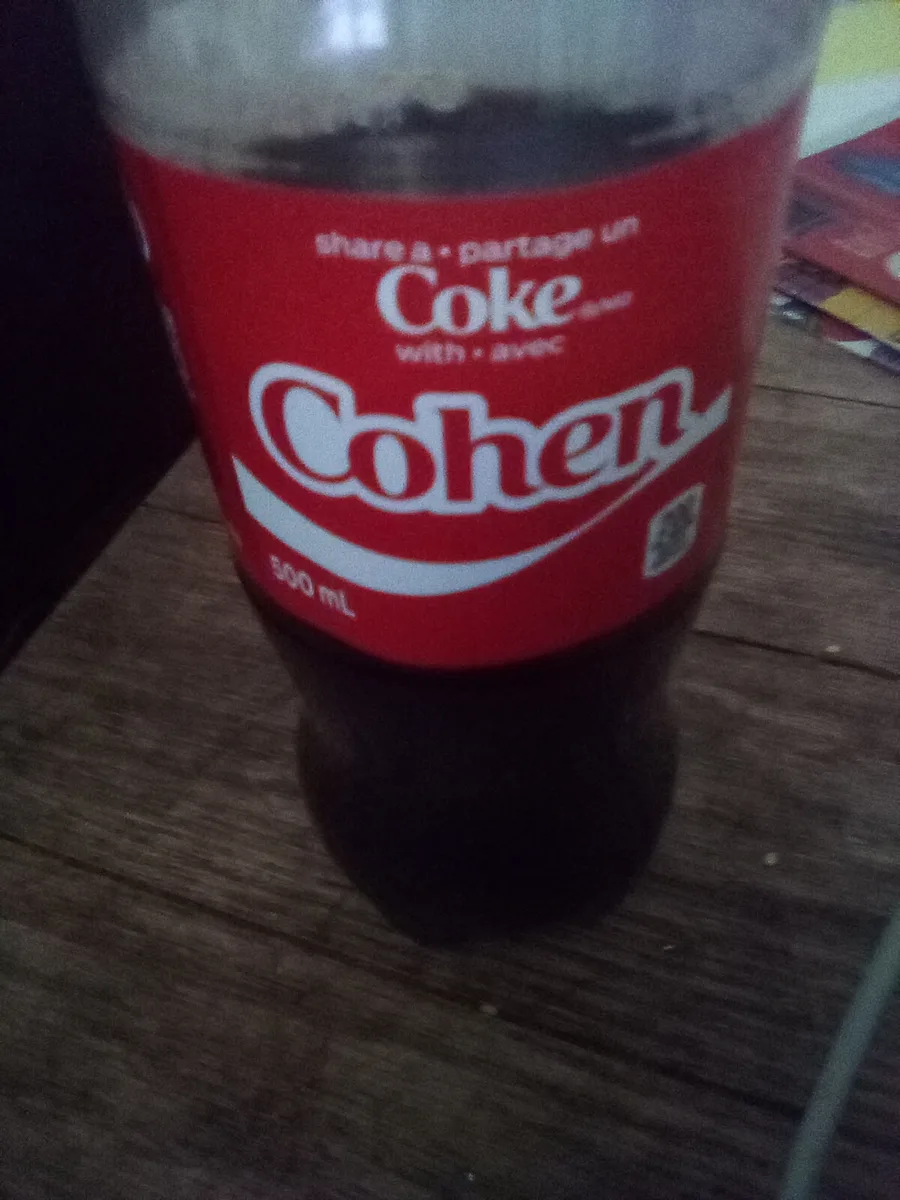 share a • partage un
Coke
with • avec
Cohen
500 mL